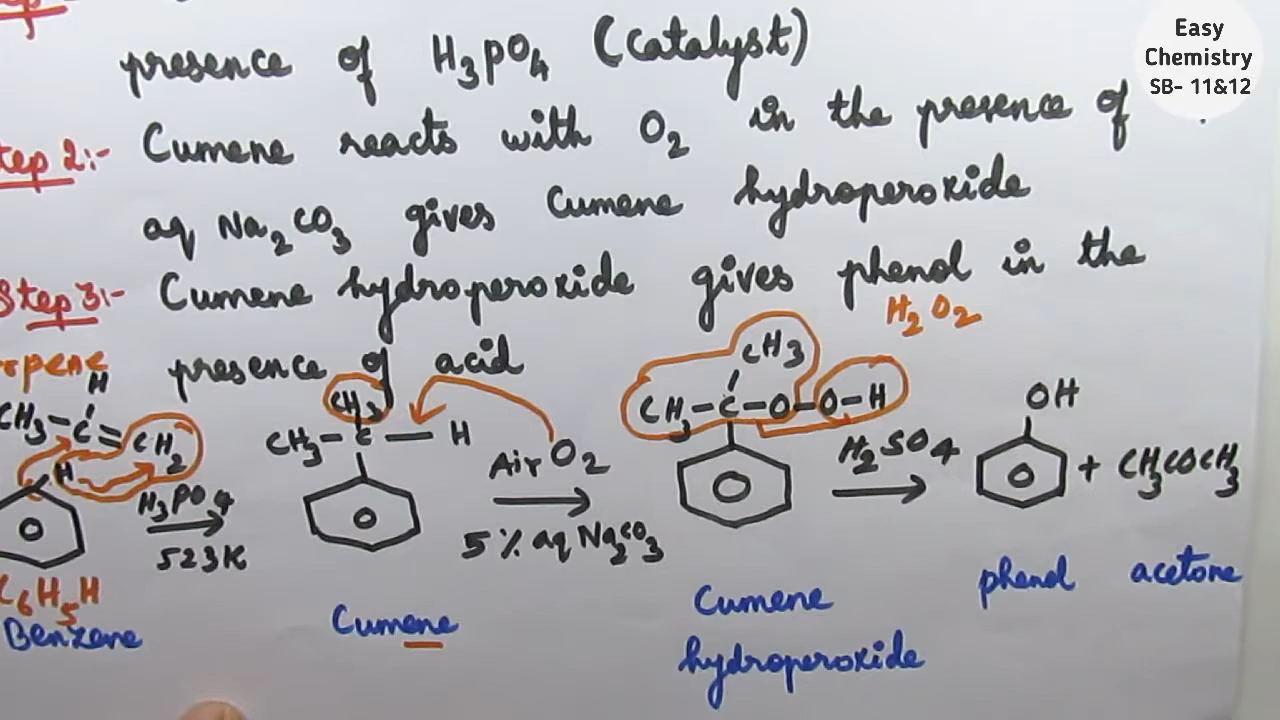 Easy
Chemistry
SB- 11&12
presence of H3PO4 (catalyst)
Step 2:- Cumene reacts with O2 in the presence of
aq Na2CO3 gives Cumene hydroperoxide
Step 3:- Cumene hydroperoxide gives phenol in the
presence of acid
H2O2
H
CH3-C=CH2
H
H3PO4
523K
C6H5H
Benzene
CH3
CH3-C-H
Cumene
Air O2
5% aq Na2CO3
CH3
CH3-C-O-O-H
Cumene
hydroperoxide
H2SO4
OH
+ CH3COCH3
phenol acetone